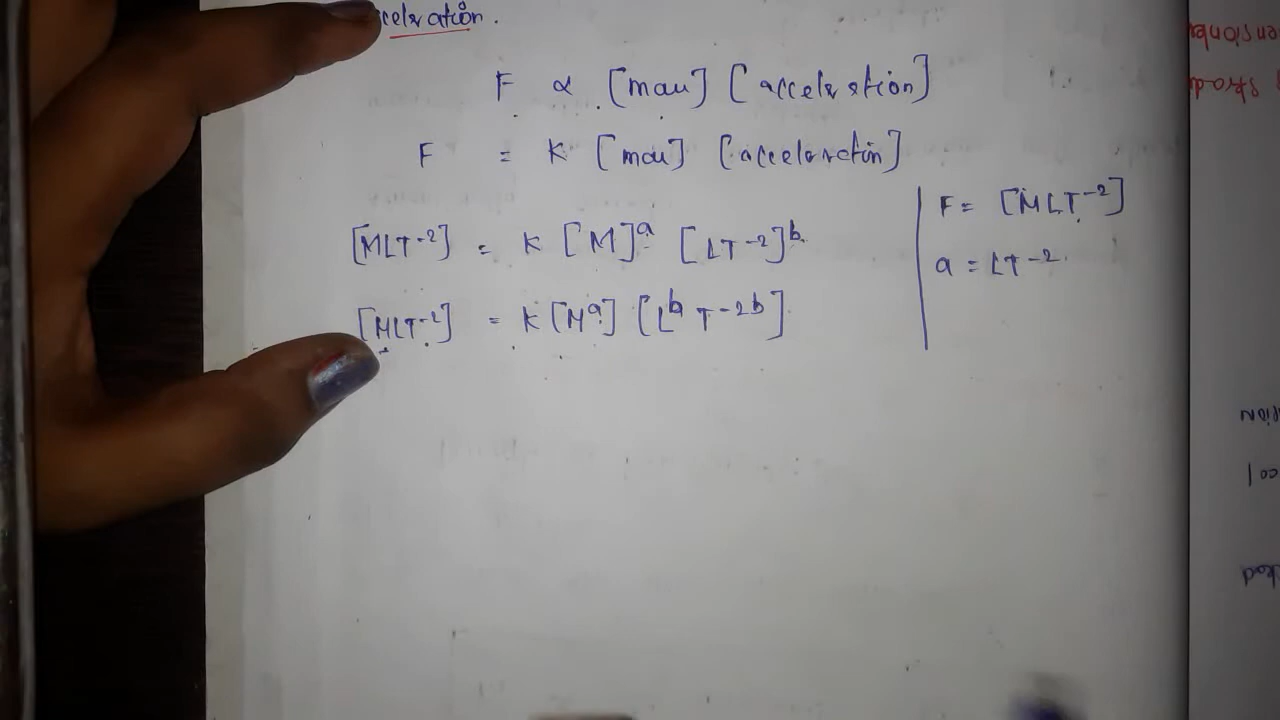 celeration.
F ∝ [mass] [acceleration]
F = K [mass] [acceleration]
[MLT⁻²] = K [M]ᵃ [LT⁻²]ᵇ
[MLT⁻²] = K [Mᵃ] [Lᵇ T⁻²ᵇ]
F = [MLT⁻²]
a = LT⁻²